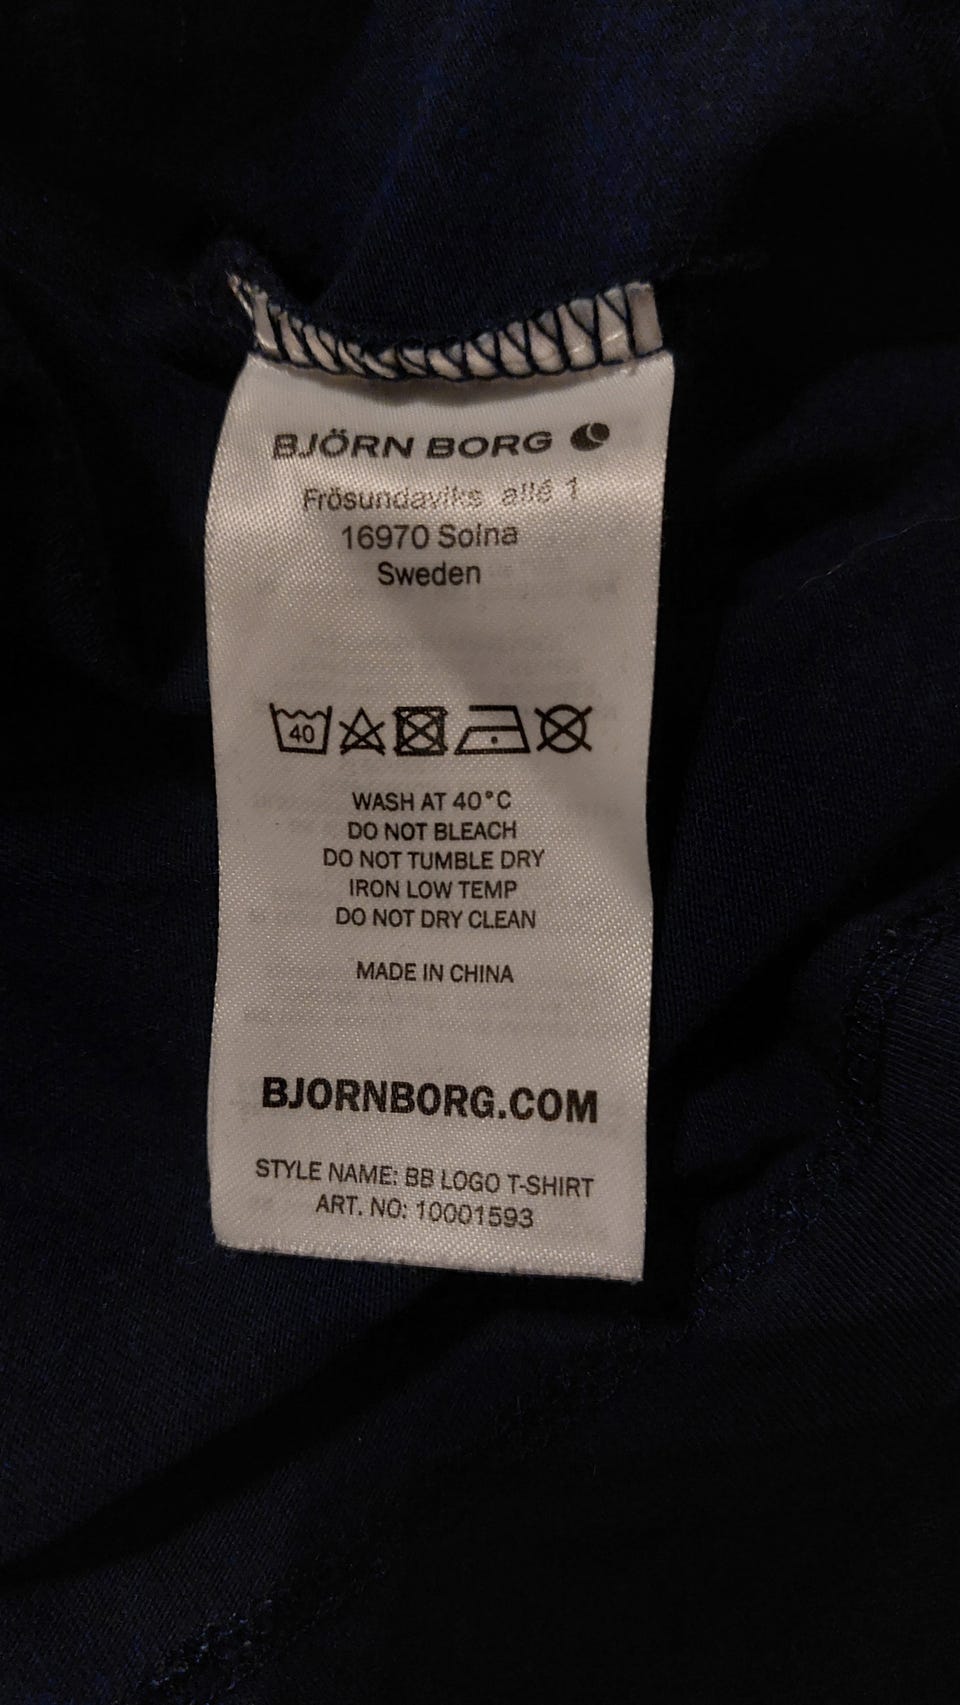 BJÖRN BORG
Frösundaviks allé 1
16970 Solna
Sweden
40
WASH AT 40°C
DO NOT BLEACH
DO NOT TUMBLE DRY
IRON LOW TEMP
DO NOT DRY CLEAN
MADE IN CHINA
BJORNBORG.COM
STYLE NAME: BB LOGO T-SHIRT
ART. NO: 10001593